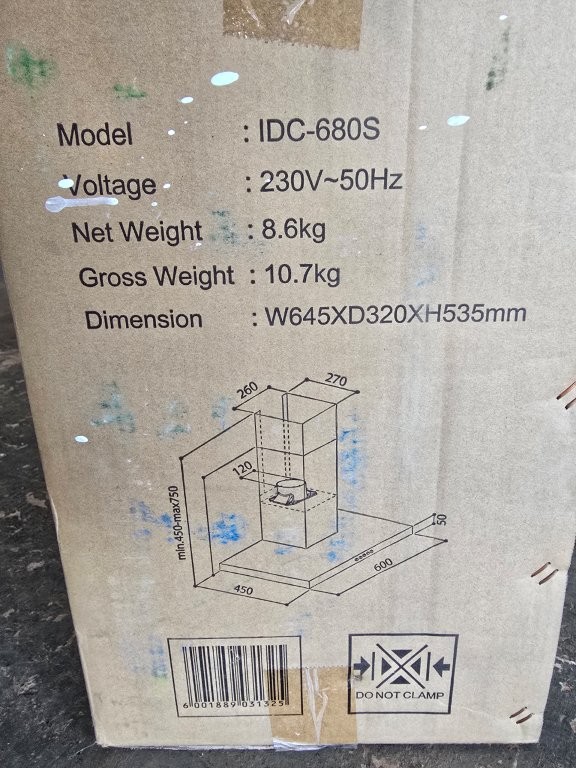 Model : IDC-680S
Voltage : 230V~50Hz
Net Weight : 8.6kg
Gross Weight : 10.7kg
Dimension : W645XD320XH535mm
260
270
120
min.450-max750
50
600
450
6 001889 031325
DO NOT CLAMP